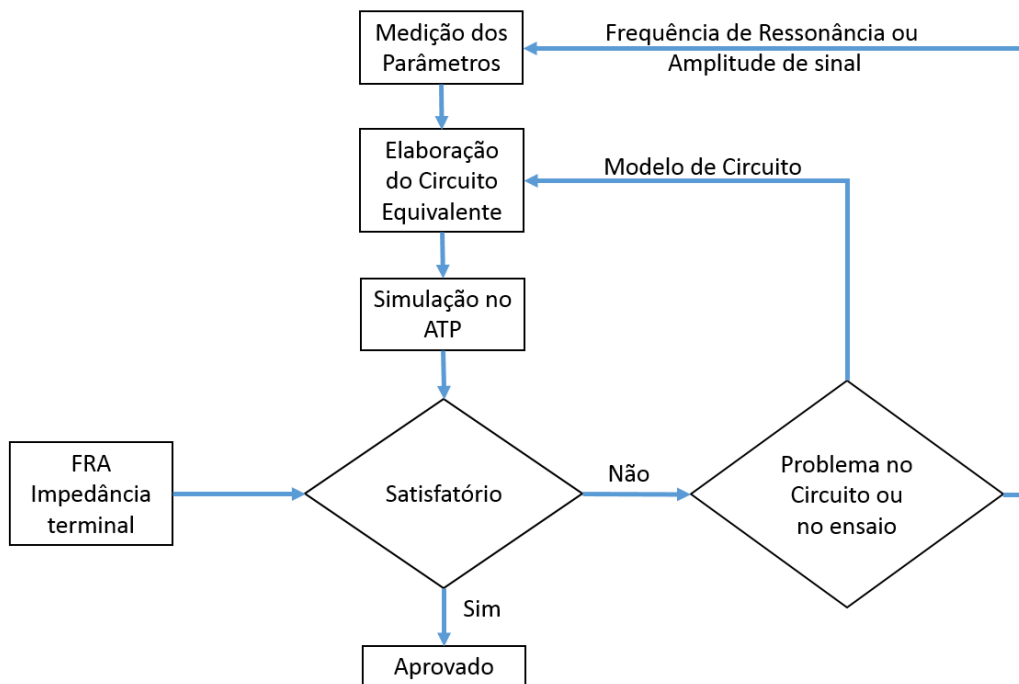 Medição dos
Parâmetros
Frequência de Ressonância ou
Amplitude de sinal
Elaboração
do Circuito
Equivalente
Modelo de Circuito
Simulação no
ATP
FRA
Impedância
terminal
Satisfatório
Não
Problema no
Circuito ou
no ensaio
Sim
Aprovado